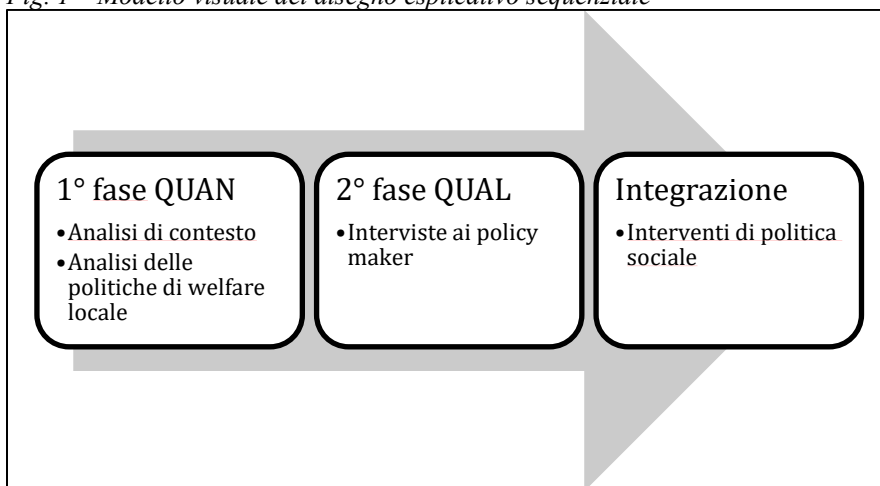 Fig. 1 – Modello visuale del disegno esplicativo sequenziale
1° fase QUAN
•Analisi di contesto
•Analisi delle
politiche di welfare
locale
2° fase QUAL
•Interviste ai policy
maker
Integrazione
•Interventi di politica
sociale